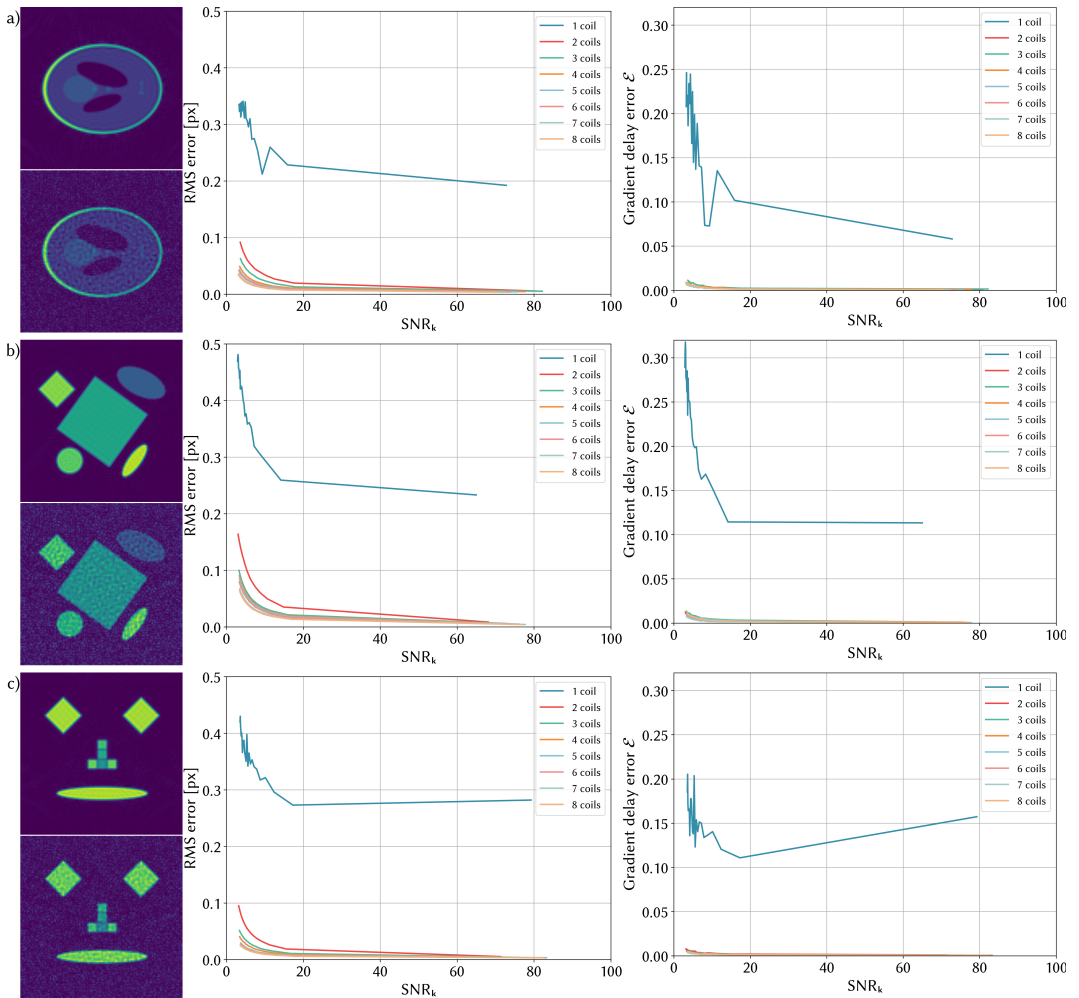 a)
0.5
0.4
0.3
0.2
0.1
0.0
RMS error [px]
0 20 40 60 80 100
SNRk
1 coil
2 coils
3 coils
4 coils
5 coils
6 coils
7 coils
8 coils
0.30
0.25
0.20
0.15
0.10
0.05
0.00
Gradient delay error ℰ
0 20 40 60 80 100
SNRk
1 coil
2 coils
3 coils
4 coils
5 coils
6 coils
7 coils
8 coils
b)
0.5
0.4
0.3
0.2
0.1
0.0
RMS error [px]
0 20 40 60 80 100
SNRk
1 coil
2 coils
3 coils
4 coils
5 coils
6 coils
7 coils
8 coils
0.30
0.25
0.20
0.15
0.10
0.05
0.00
Gradient delay error ℰ
0 20 40 60 80 100
SNRk
1 coil
2 coils
3 coils
4 coils
5 coils
6 coils
7 coils
8 coils
c)
0.5
0.4
0.3
0.2
0.1
0.0
RMS error [px]
0 20 40 60 80 100
SNRk
1 coil
2 coils
3 coils
4 coils
5 coils
6 coils
7 coils
8 coils
0.30
0.25
0.20
0.15
0.10
0.05
0.00
Gradient delay error ℰ
0 20 40 60 80 100
SNRk
1 coil
2 coils
3 coils
4 coils
5 coils
6 coils
7 coils
8 coils